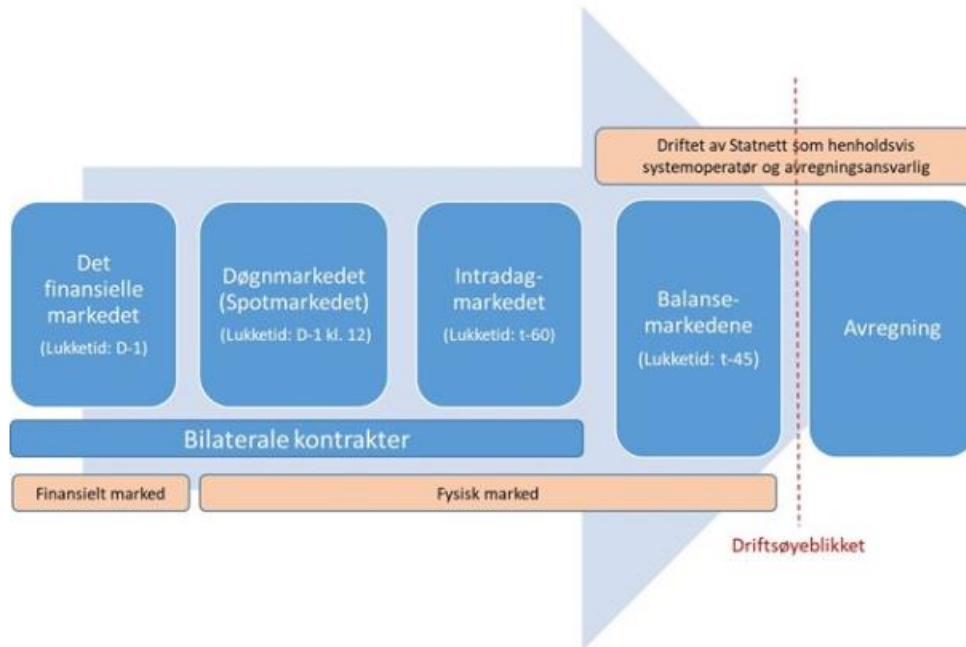 Driftet av Statnett som henholdsvis
systemoperatør og avregningsansvarlig
Det
finansielle
markedet
(Lukketid: D-1)
Døgnmarkedet
(Spotmarkedet)
(Lukketid: D-1 kl. 12)
Intradag-
markedet
(Lukketid: t-60)
Balanse-
markedene
(Lukketid: t-45)
Avregning
Bilaterale kontrakter
Finansielt marked
Fysisk marked
Driftsøyeblikket